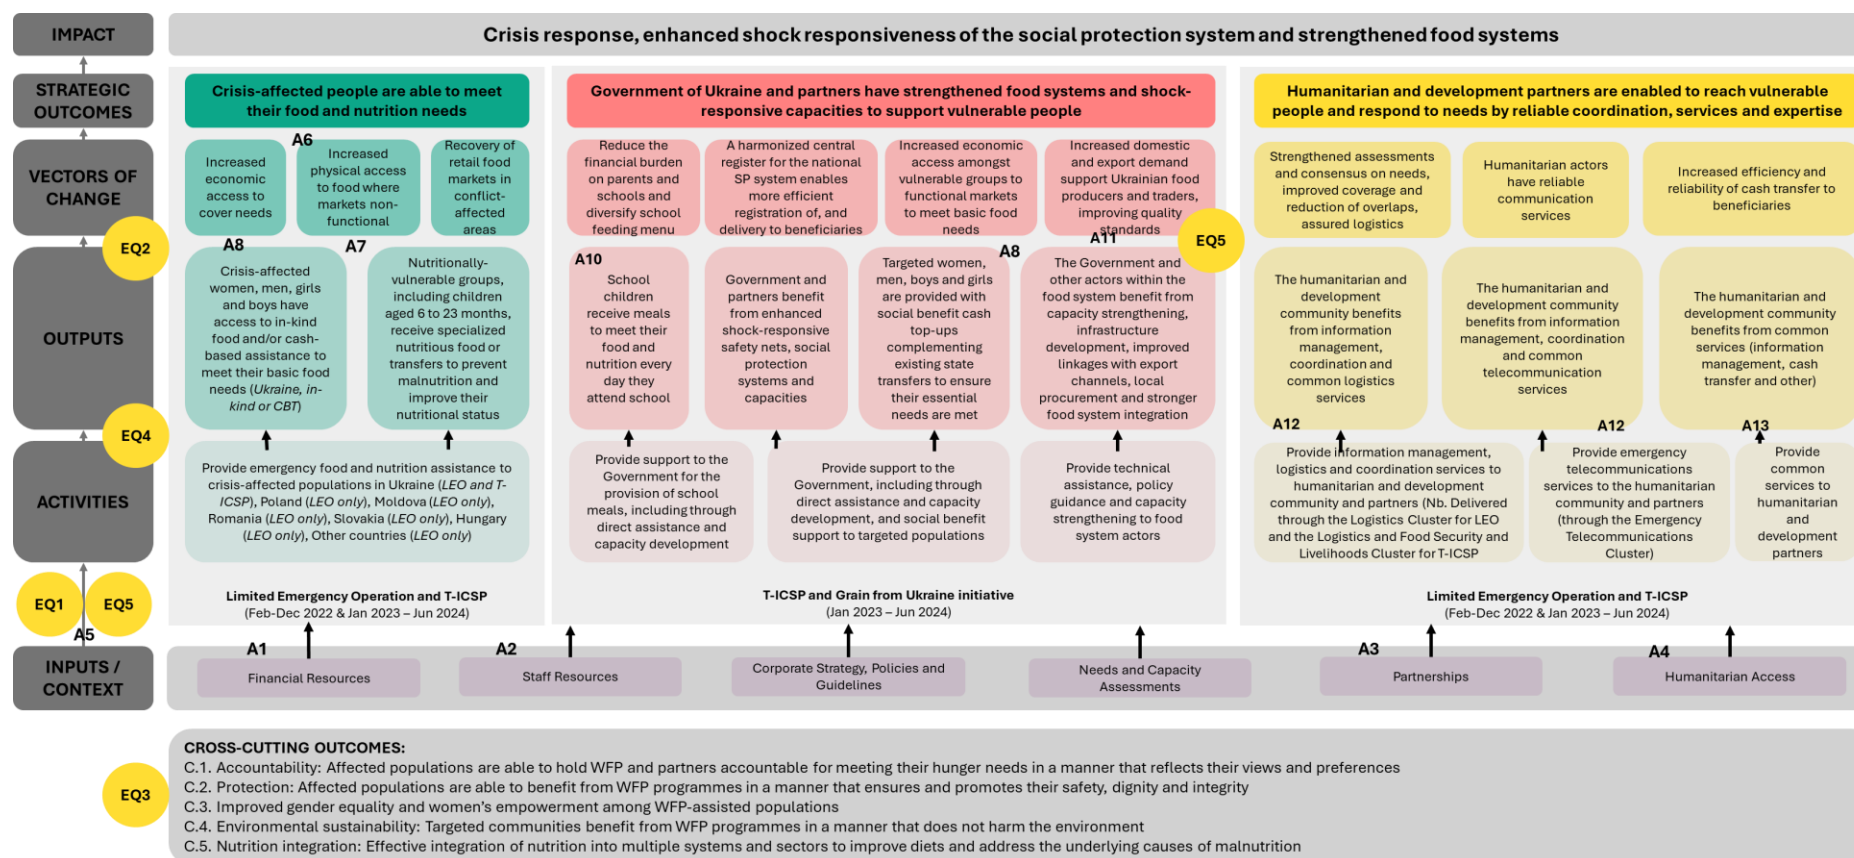 IMPACT
Crisis response, enhanced shock responsiveness of the social protection system and strengthened food systems
STRATEGIC
OUTCOMES
Crisis-affected people are able to meet
their food and nutrition needs
Government of Ukraine and partners have strengthened food systems and shock-
responsive capacities to support vulnerable people
Humanitarian and development partners are enabled to reach vulnerable
people and respond to needs by reliable coordination, services and expertise
VECTORS OF
CHANGE
Increased
economic
access to
cover needs
A6
Increased
physical access
to food where
markets non-
functional
Recovery of
retail food
markets in
conflict-
affected
areas
Reduce the
financial burden
on parents and
schools and
diversify school
feeding menu
A harmonized central
register for the national
SP system enables
more efficient
registration of, and
delivery to beneficiaries
Increased economic
access amongst
vulnerable groups to
functional markets
to meet basic food
needs
Increased domestic
and export demand
support Ukrainian food
producers and traders,
improving quality
standards
Strengthened assessments
and consensus on needs,
improved coverage and
reduction of overlaps,
assured logistics
Humanitarian actors
have reliable
communication
services
Increased efficiency and
reliability of cash transfer to
beneficiaries
EQ2
EQ5
OUTPUTS
A8
Crisis-affected
women, men, girls
and boys have
access to in-kind
food and/or cash-
based assistance to
meet their basic food
needs (Ukraine, in-
kind or CBT)
A7
Nutritionally-
vulnerable groups,
including children
aged 6 to 23 months,
receive specialized
nutritious food or
transfers to prevent
malnutrition and
improve their
nutritional status
A10
School
children
receive meals
to meet their
food and
nutrition every
day they
attend school
Government and
partners benefit
from enhanced
shock-responsive
safety nets, social
protection
systems and
capacities
Targeted women,
men, boys and girls
are provided with
social benefit cash
top-ups
complementing
existing state
transfers to ensure
their essential
needs are met
A8
A11
The Government and
other actors within the
food system benefit from
capacity strengthening,
infrastructure
development, improved
linkages with export
channels, local
procurement and stronger
food system integration
The humanitarian and
development
community benefits
from information
management,
coordination and
common logistics
services
The humanitarian and
development community
benefits from information
management, coordination
and common
telecommunication
services
The humanitarian and
development community
benefits from common
services (information
management, cash
transfer and other)
EQ4
A12
A12
A13
ACTIVITIES
Provide emergency food and nutrition assistance to
crisis-affected populations in Ukraine (LEO and T-
ICSP), Poland (LEO only), Moldova (LEO only),
Romania (LEO only), Slovakia (LEO only), Hungary
(LEO only), Other countries (LEO only)
Provide support to the
Government for the
provision of school
meals, including through
direct assistance and
capacity development
Provide support to the
Government, including through
direct assistance and capacity
development, and social benefit
support to targeted populations
Provide technical
assistance, policy
guidance and capacity
strengthening to food
system actors
Provide information management,
logistics and coordination services to
humanitarian and development
community and partners (Nb. Delivered
through the Logistics Cluster for LEO
and the Logistics and Food Security and
Livelihoods Cluster for T-ICSP
Provide emergency
telecommunications
services to the humanitarian
community and partners
(through the Emergency
Telecommunications
Cluster)
Provide
common
services to
humanitarian
and
development
partners
EQ1
EQ5
A5
Limited Emergency Operation and T-ICSP
(Feb-Dec 2022 & Jan 2023 – Jun 2024)
T-ICSP and Grain from Ukraine initiative
(Jan 2023 – Jun 2024)
Limited Emergency Operation and T-ICSP
(Feb-Dec 2022 & Jan 2023 – Jun 2024)
INPUTS /
CONTEXT
A1
Financial Resources
A2
Staff Resources
Corporate Strategy, Policies and
Guidelines
Needs and Capacity
Assessments
A3
Partnerships
A4
Humanitarian Access
EQ3
CROSS-CUTTING OUTCOMES:
C.1. Accountability: Affected populations are able to hold WFP and partners accountable for meeting their hunger needs in a manner that reflects their views and preferences
C.2. Protection: Affected populations are able to benefit from WFP programmes in a manner that ensures and promotes their safety, dignity and integrity
C.3. Improved gender equality and women's empowerment among WFP-assisted populations
C.4. Environmental sustainability: Targeted communities benefit from WFP programmes in a manner that does not harm the environment
C.5. Nutrition integration: Effective integration of nutrition into multiple systems and sectors to improve diets and address the underlying causes of malnutrition